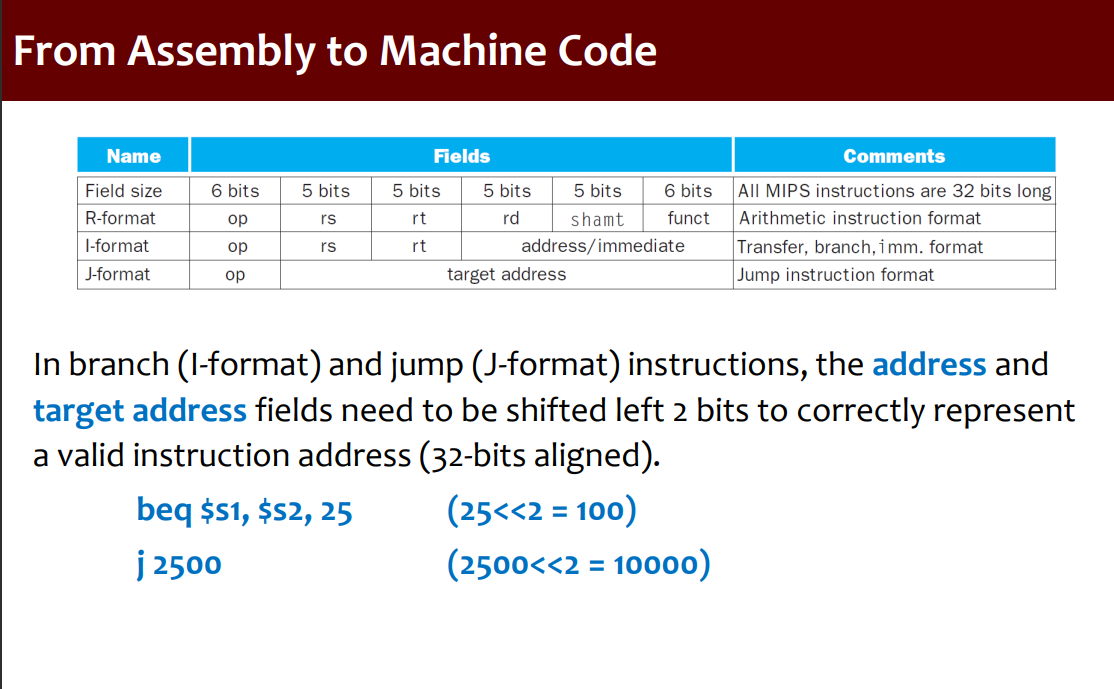 From Assembly to Machine Code
Name Fields Comments
Field size 6 bits 5 bits 5 bits 5 bits 5 bits 6 bits All MIPS instructions are 32 bits long
R-format op rs rt rd shamt funct Arithmetic instruction format
I-format op rs rt address/immediate Transfer, branch,imm. format
J-format op target address Jump instruction format
In branch (I-format) and jump (J-format) instructions, the address and
target address fields need to be shifted left 2 bits to correctly represent
a valid instruction address (32-bits aligned).
beq $s1, $s2, 25 (25<<2 = 100)
j 2500 (2500<<2 = 10000)